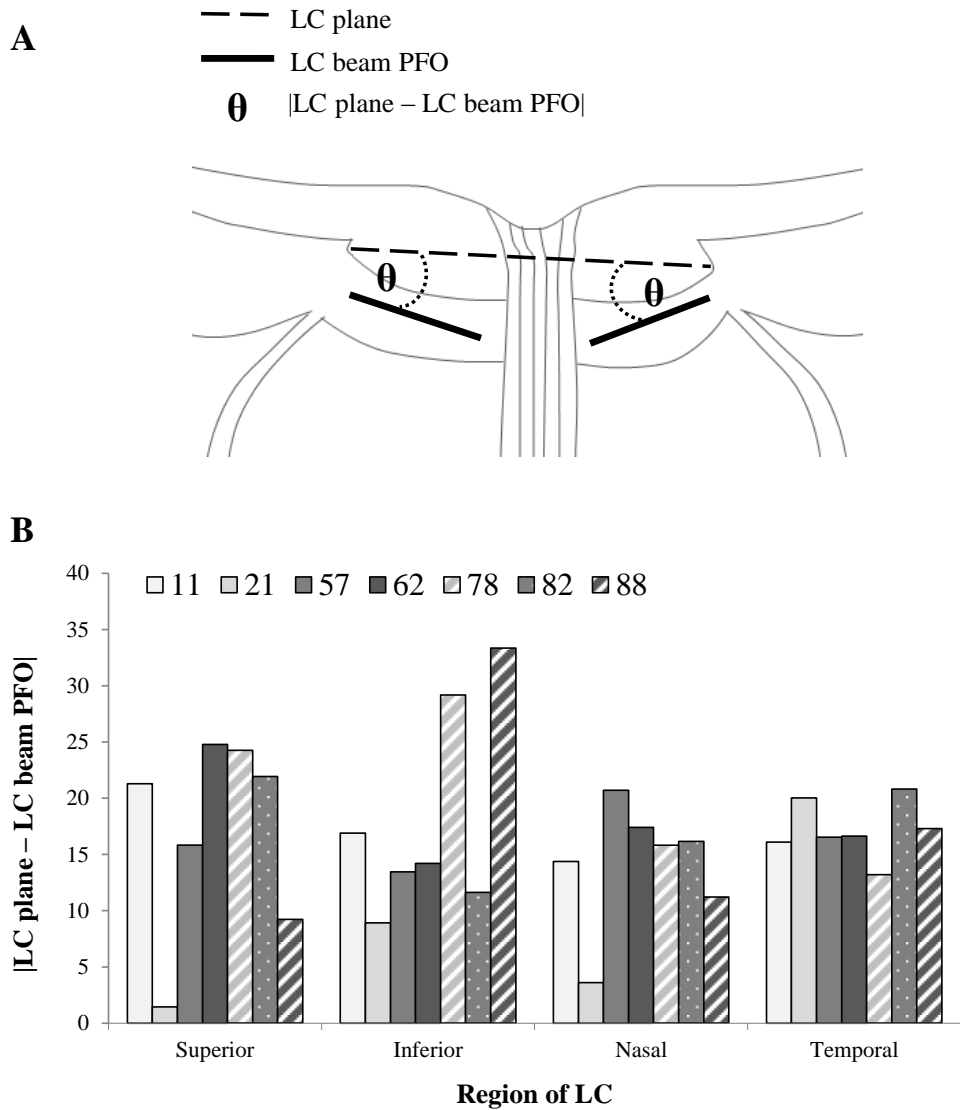 A
LC plane
LC beam PFO
θ |LC plane – LC beam PFO|
θ θ
B
|LC plane – LC beam PFO|
40
35
30
25
20
15
10
5
0
11 21 57 62 78 82 88
Superior Inferior Nasal Temporal
Region of LC